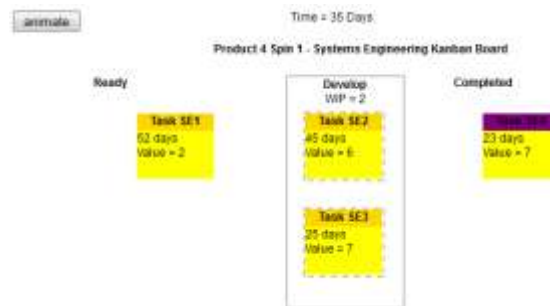 animate
Time = 35 Days
Product 4 Spin 1 - Systems Engineering Kanban Board
Ready
Develop
WIP = 2
Completed
Task SE1
52 days
Value = 2
Task SE2
45 days
Value = 6
23 days
Value = 7
Task SE3
25 days
Value = 7